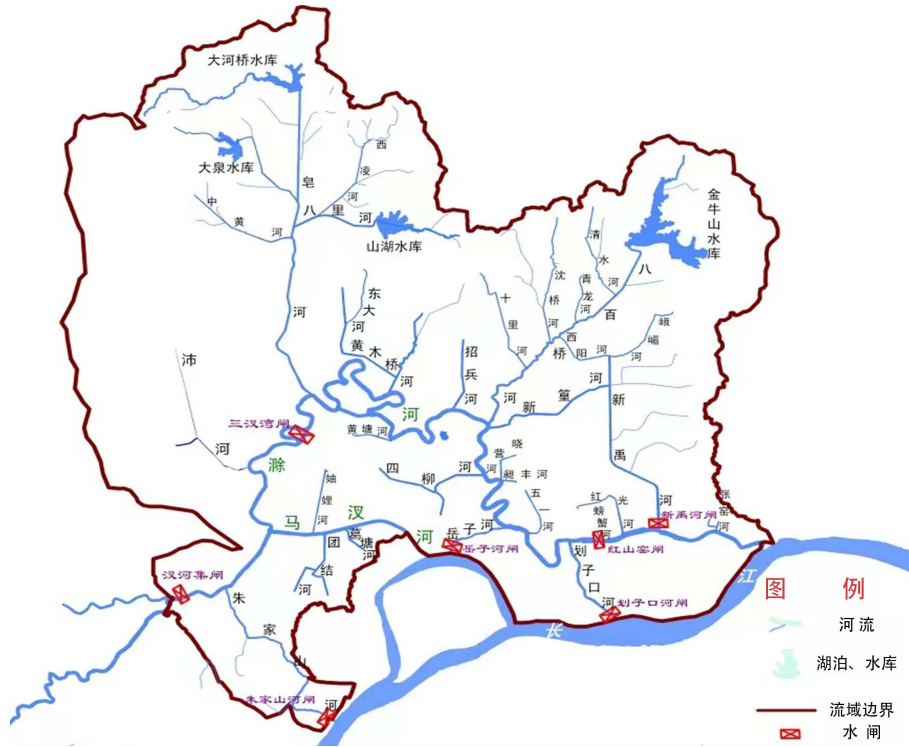 大河桥水库
大泉水库
皂
河
西
凌
河
中
黄
河
八里河
山湖水库
金牛山水库
清
水
河
沈
桥
河
青
龙
河
八
百
桥
河
十
里
河
西
阳
河
峨
嵋
河
东
大
河
黄
木
桥
河
招
兵
河
新
篁
河
新
禹
河
沛
河
三汊湾闸
黄塘河
滁
河
四
柳
河
晓
营
河
昶丰河
五
一
河
红
光
河
螃
蟹
河
张
窑
河
新禹河闸
妯
娌
河
马
汊
河
葛
塘
河
团
结
河
岳
子
河
岳子河闸
红山窑闸
划
子
口
河
划子口河闸
汊河集闸
朱
家
山
河
朱家山河闸
长
江
图 例
河 流
湖泊、水库
流域边界
水 闸